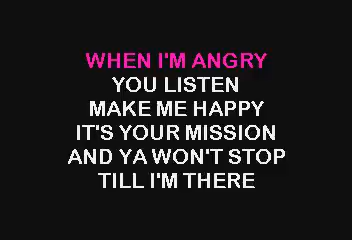 WHEN I'M ANGRY
YOU LISTEN
MAKE ME HAPPY
IT'S YOUR MISSION
AND YA WON'T STOP
TILL I'M THERE